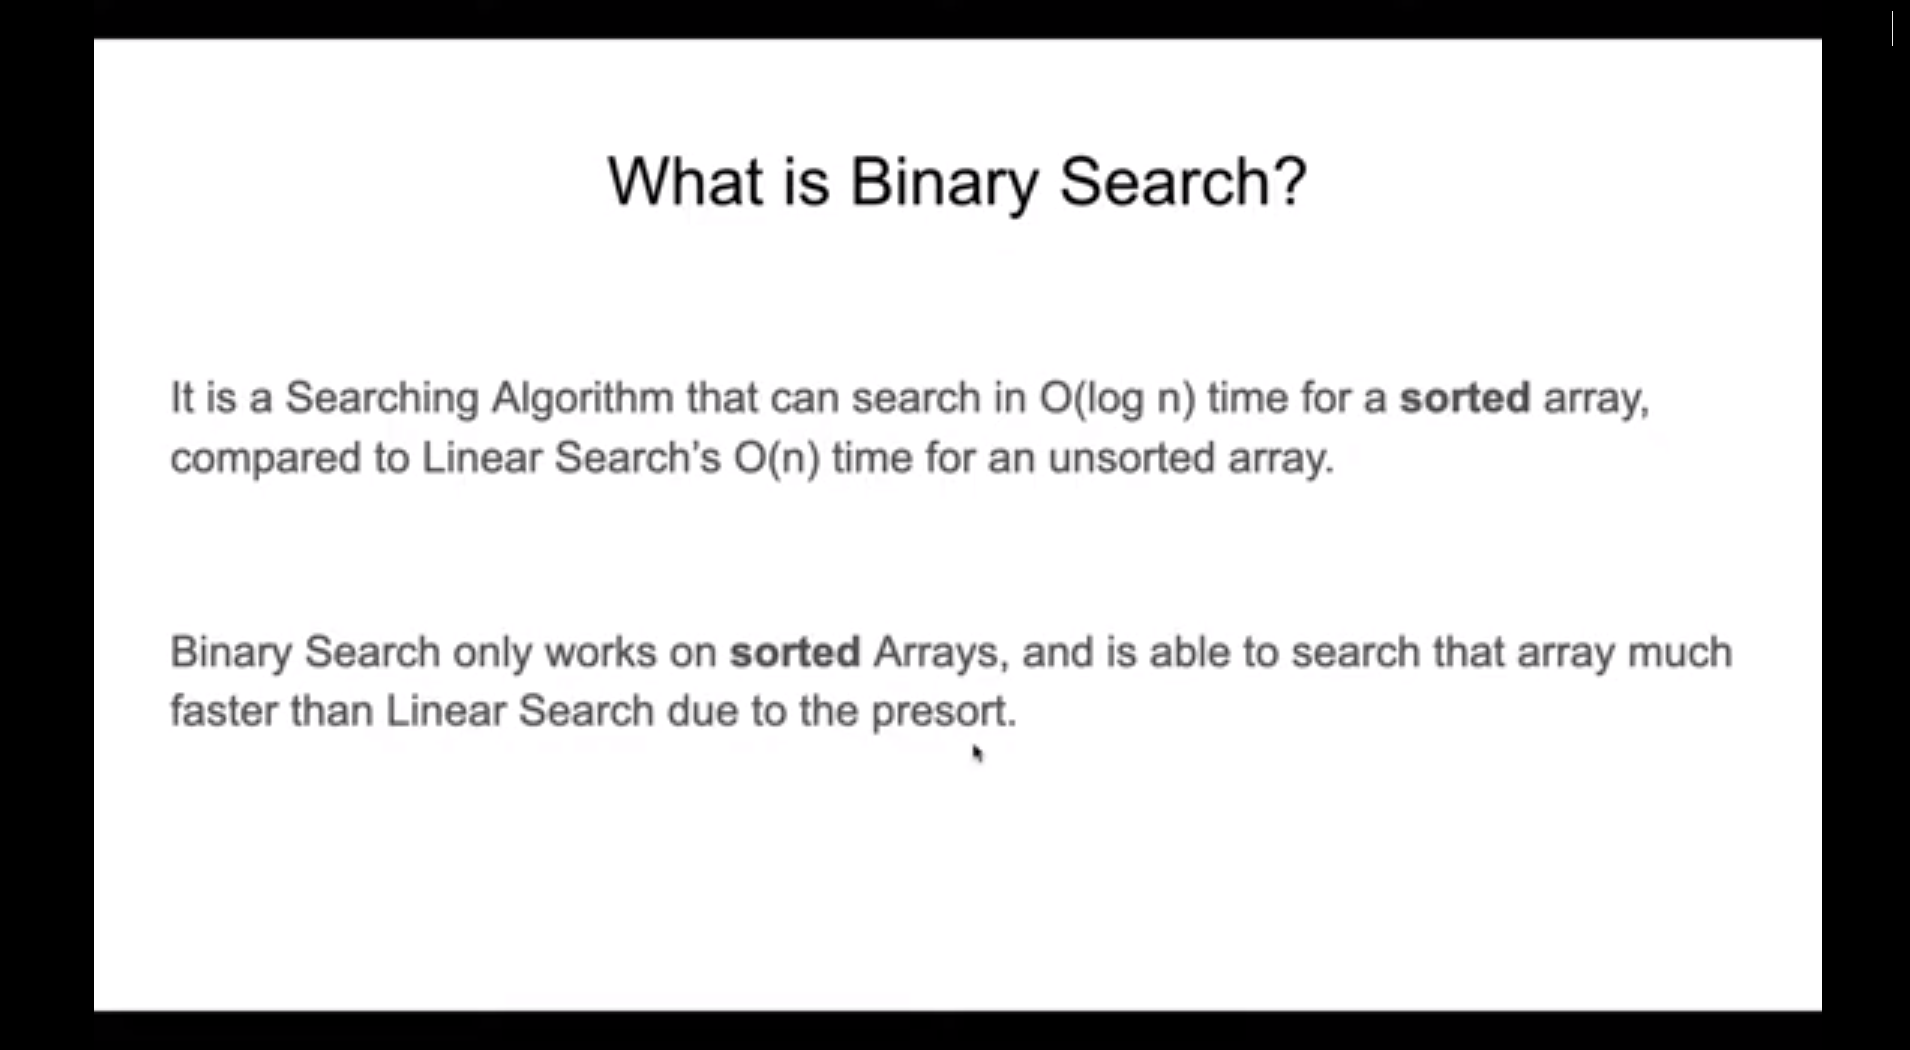 What is Binary Search?
It is a Searching Algorithm that can search in O(log n) time for a sorted array,
compared to Linear Search’s O(n) time for an unsorted array.
Binary Search only works on sorted Arrays, and is able to search that array much
faster than Linear Search due to the presort.